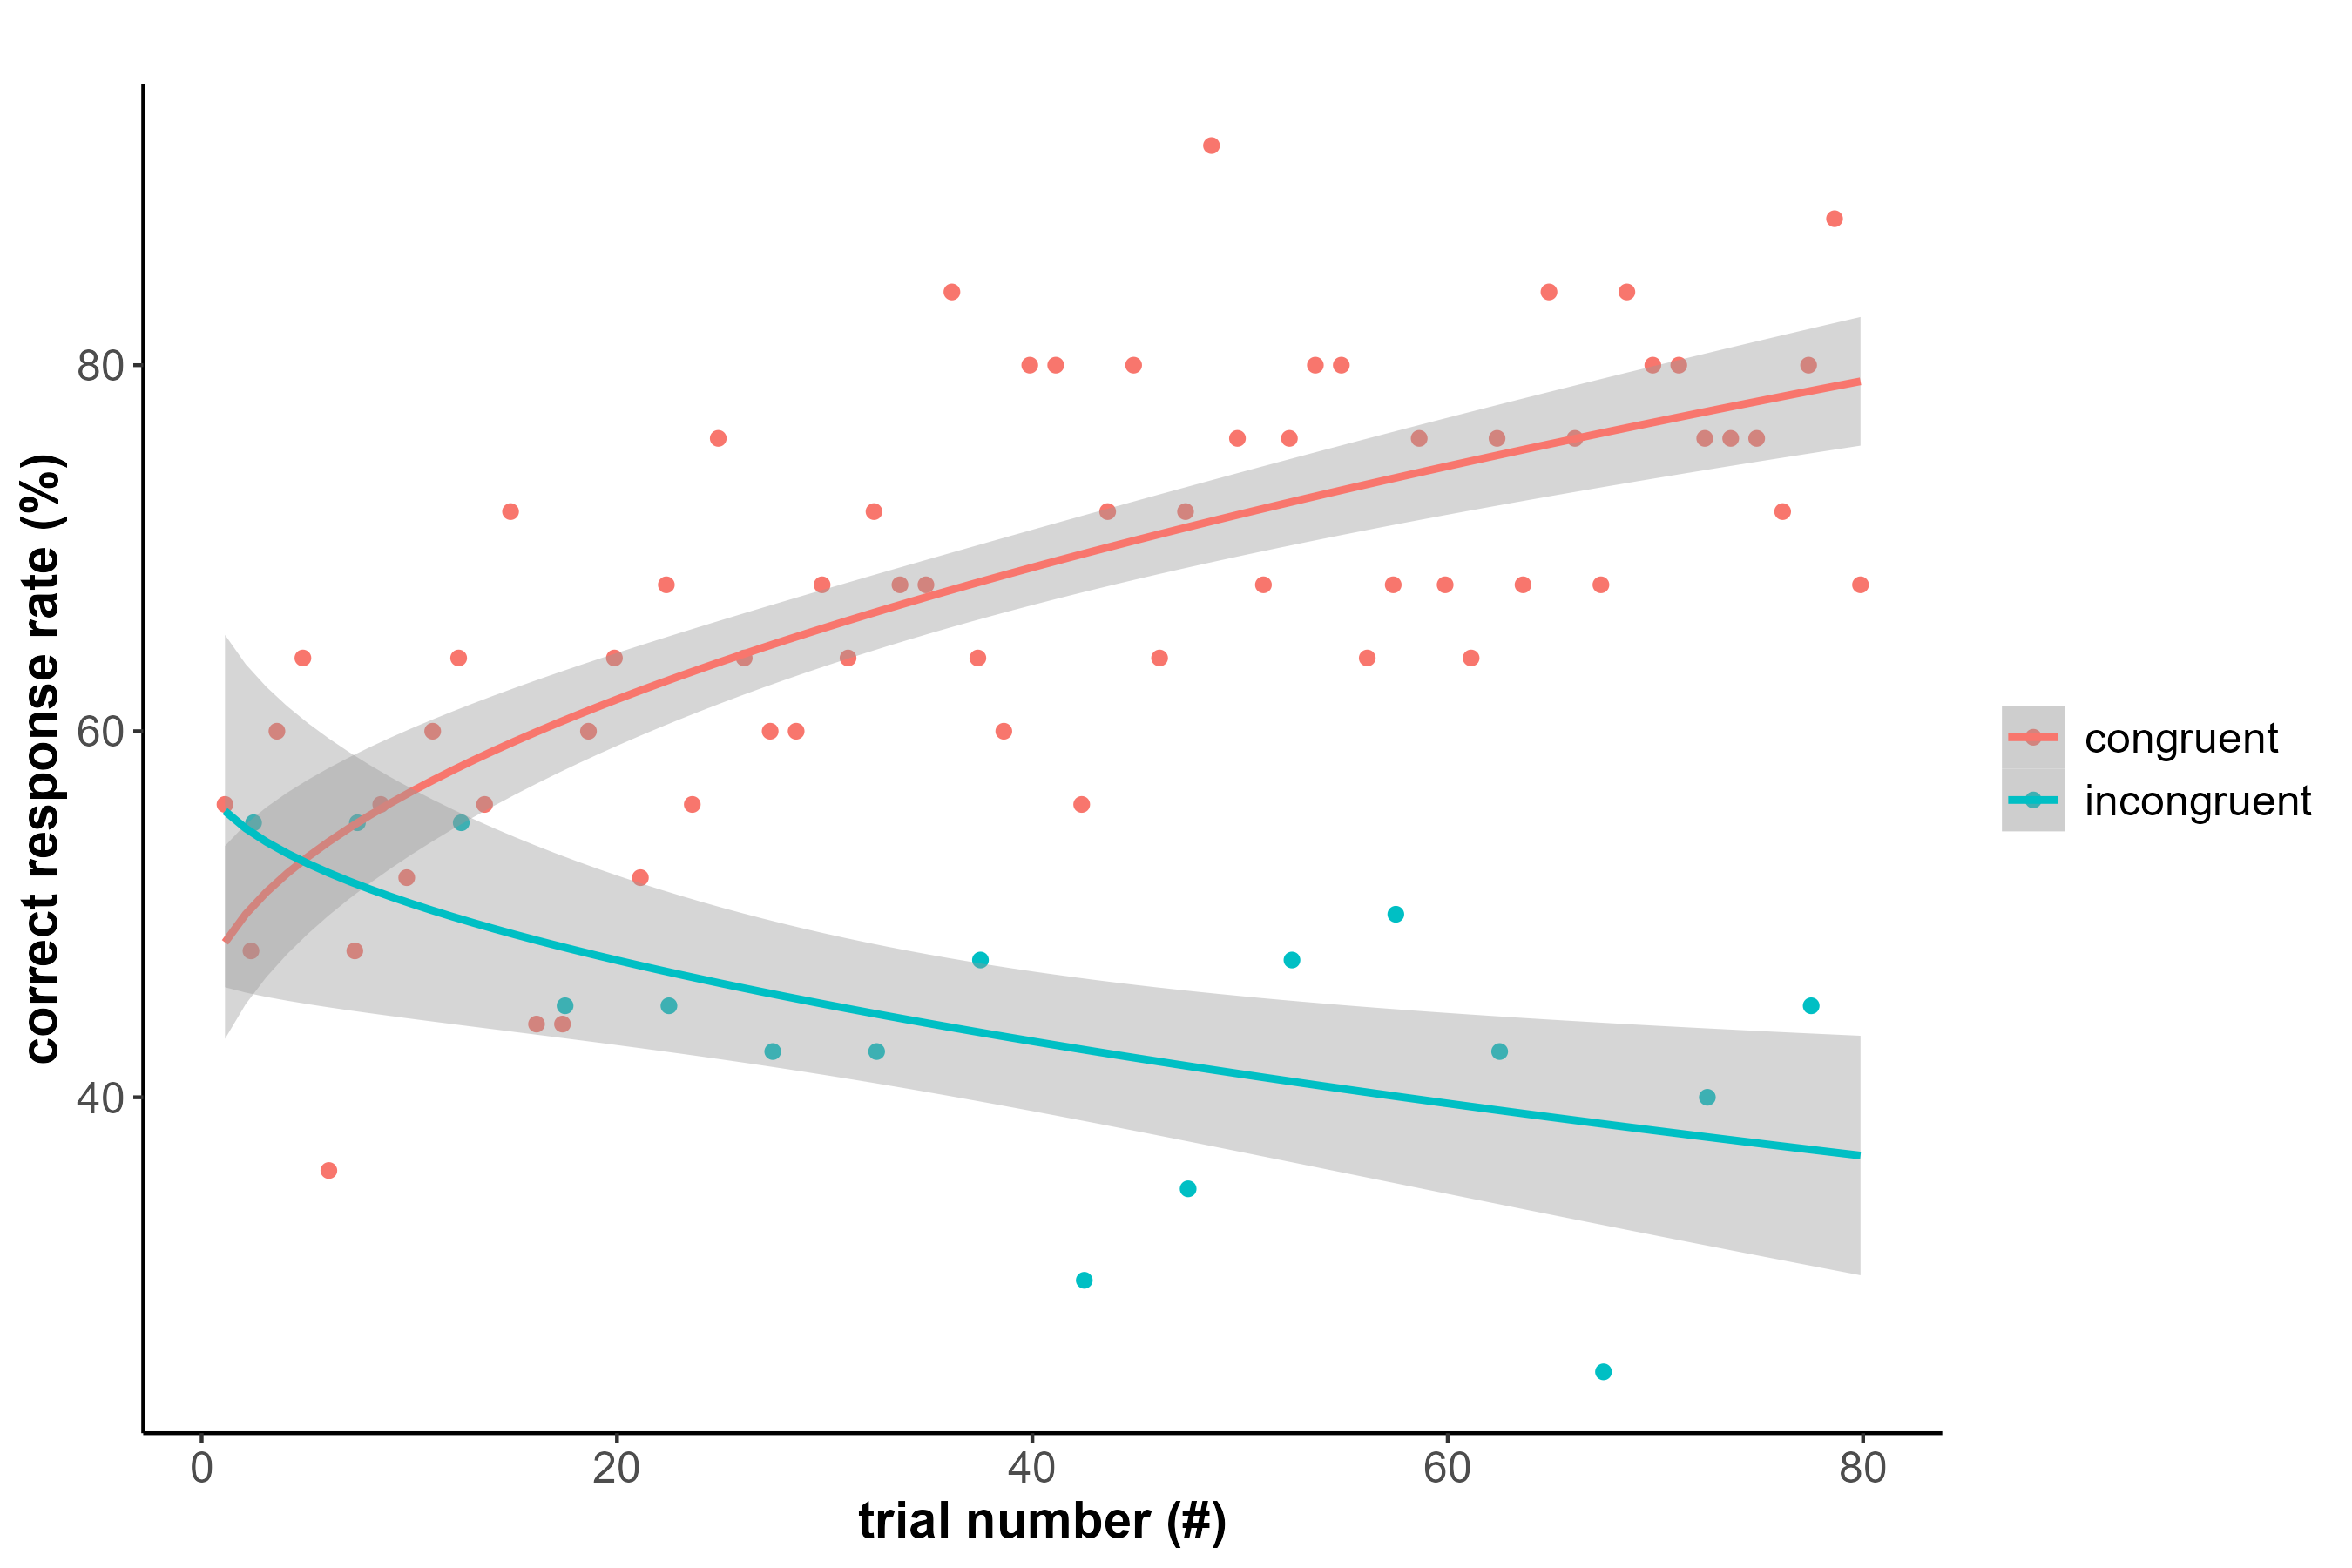 correct response rate (%)
80
60
40
0 20 40 60 80
trial number (#)
congruent
incongruent